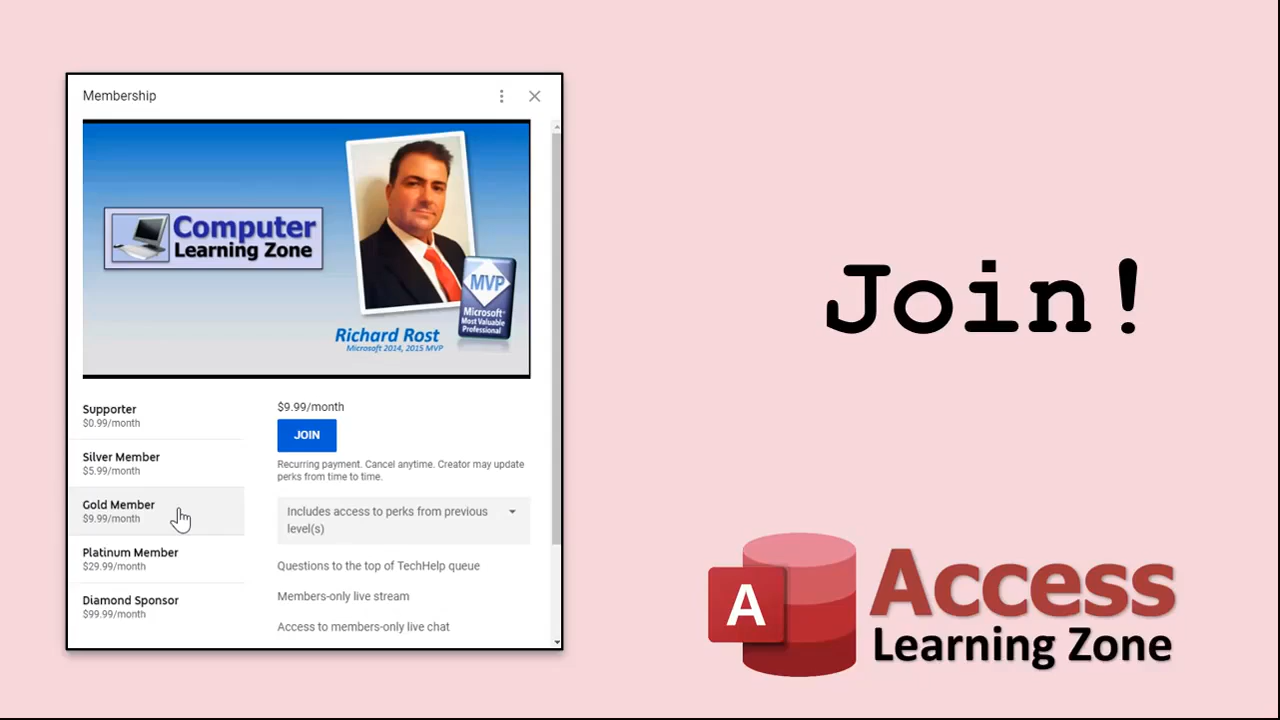 Membership
Computer
Learning Zone
MVP
Microsoft®
Most Valuable
Professional
Richard Rost
Microsoft 2014, 2015 MVP
Supporter
$0.99/month
Silver Member
$5.99/month
Gold Member
$9.99/month
Platinum Member
$29.99/month
Diamond Sponsor
$99.99/month
$9.99/month
JOIN
Recurring payment. Cancel anytime. Creator may update
perks from time to time.
Includes access to perks from previous
level(s)
Questions to the top of TechHelp queue
Members-only live stream
Access to members-only live chat
Join!
A
Access
Learning Zone